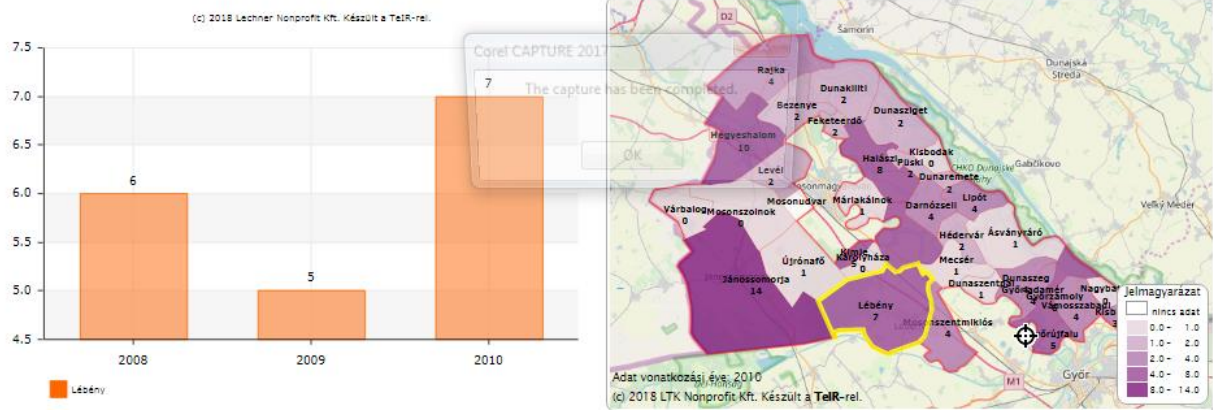 (c) 2018 Lechner Nonprofit Kft. Készült a TeIR-rel.
7.5
7.0
6.5
6.0
5.5
5.0
4.5
6
5
7
2008
2009
2010
Lébény
Corel CAPTURE 2017
The capture has been completed.
OK
D2
Šamorín
Dunajská
Streda
Rajka
4
Dunakiliti
2
Bezenye
2
Feketeerdő
2
Dunasziget
2
Hegyeshalom
10
Halászi
8
Kisbodak
0
Püski
2
CHKO Dunajské
Gabčíkovo
Levél
2
Dunaremete
2
Lipót
4
Mosonudvar
Máriakálnok
1
Darnózseli
4
Veľký Meder
Várbalog
0
Mosonszolnok
0
Hédervár
2
Ásványráró
1
Kimle
5
Károlyháza
0
Újrónafő
1
Mecsér
1
Jánossomorja
14
Dunaszentpál
1
Dunaszeg
Győrzámoly
Vámosszabadi
4
Lébény
7
Mosonszentmiklós
4
5
M1
Győr
Jelmagyarázat
nincs adat
0.0 - 1.0
1.0 - 2.0
2.0 - 4.0
4.0 - 8.0
8.0 - 14.0
Adat vonatkozási éve: 2010
(c) 2018 LTK Nonprofit Kft. Készült a TeIR-rel.